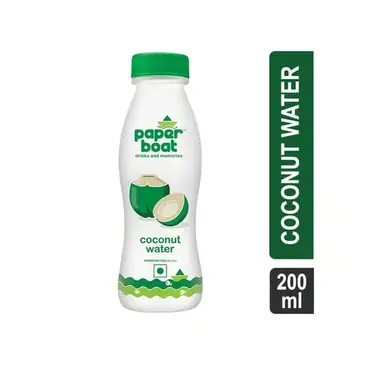 paper
boat
drinks and memories
coconut
water
COCONUT WATER
200
ml